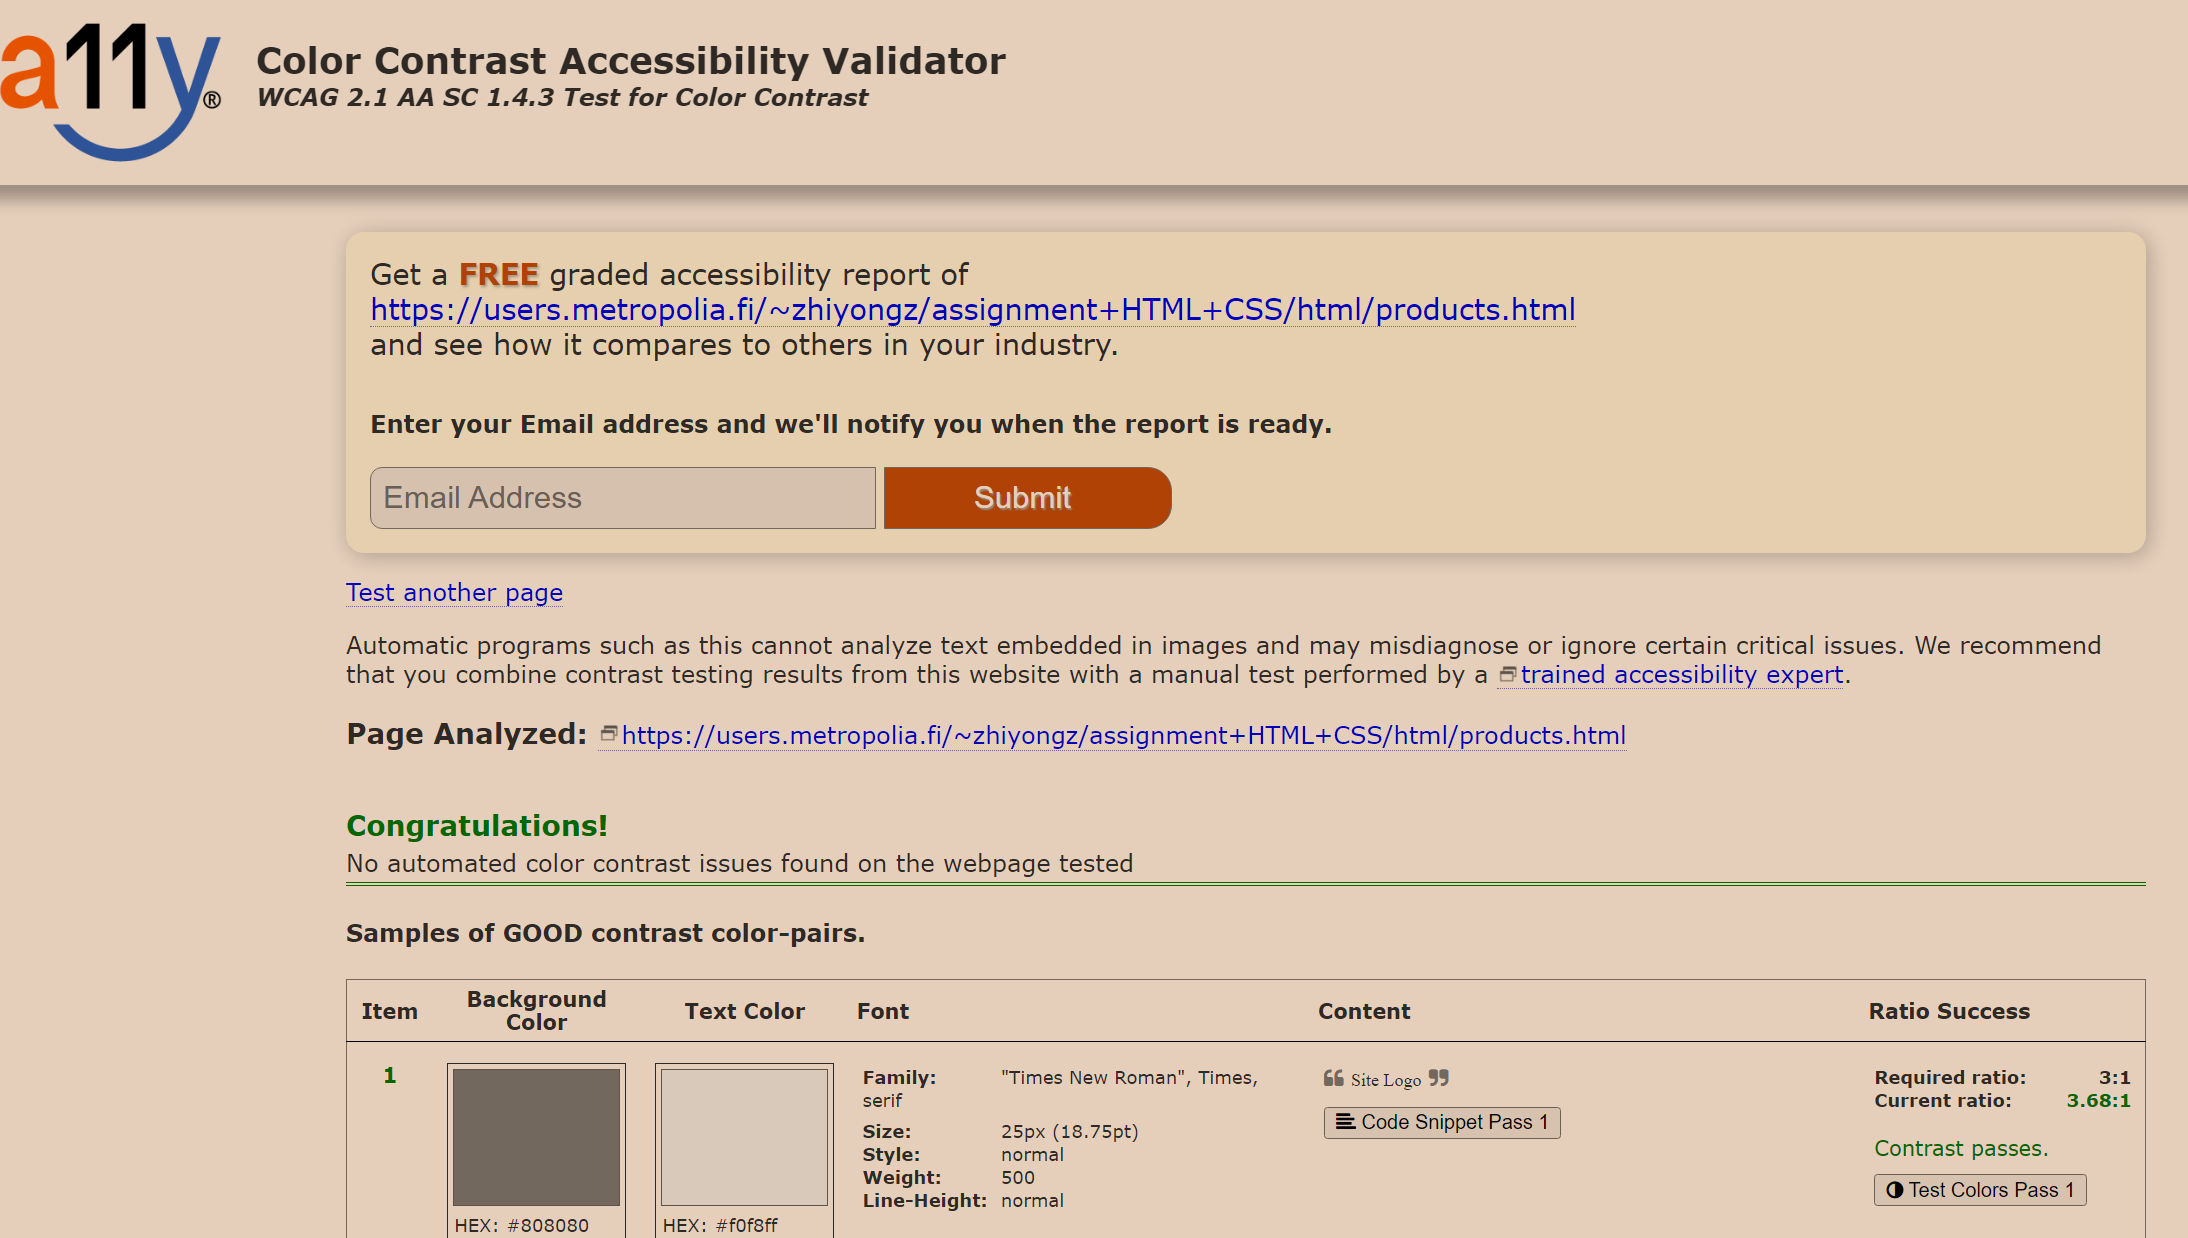 a11y®
Color Contrast Accessibility Validator
WCAG 2.1 AA SC 1.4.3 Test for Color Contrast
Get a FREE graded accessibility report of
https://users.metropolia.fi/~zhiyongz/assignment+HTML+CSS/html/products.html
and see how it compares to others in your industry.
Enter your Email address and we'll notify you when the report is ready.
Email Address
Submit
Test another page
Automatic programs such as this cannot analyze text embedded in images and may misdiagnose or ignore certain critical issues. We recommend
that you combine contrast testing results from this website with a manual test performed by a trained accessibility expert.
Page Analyzed: https://users.metropolia.fi/~zhiyongz/assignment+HTML+CSS/html/products.html
Congratulations!
No automated color contrast issues found on the webpage tested
Samples of GOOD contrast color-pairs.
Item
Background
Color
Text Color
Font
Content
Ratio Success
1
HEX: #808080
HEX: #f0f8ff
Family: "Times New Roman", Times,
serif
Size: 25px (18.75pt)
Style: normal
Weight: 500
Line-Height: normal
❝ Site Logo ❞
Code Snippet Pass 1
Required ratio: 3:1
Current ratio: 3.68:1
Contrast passes.
Test Colors Pass 1